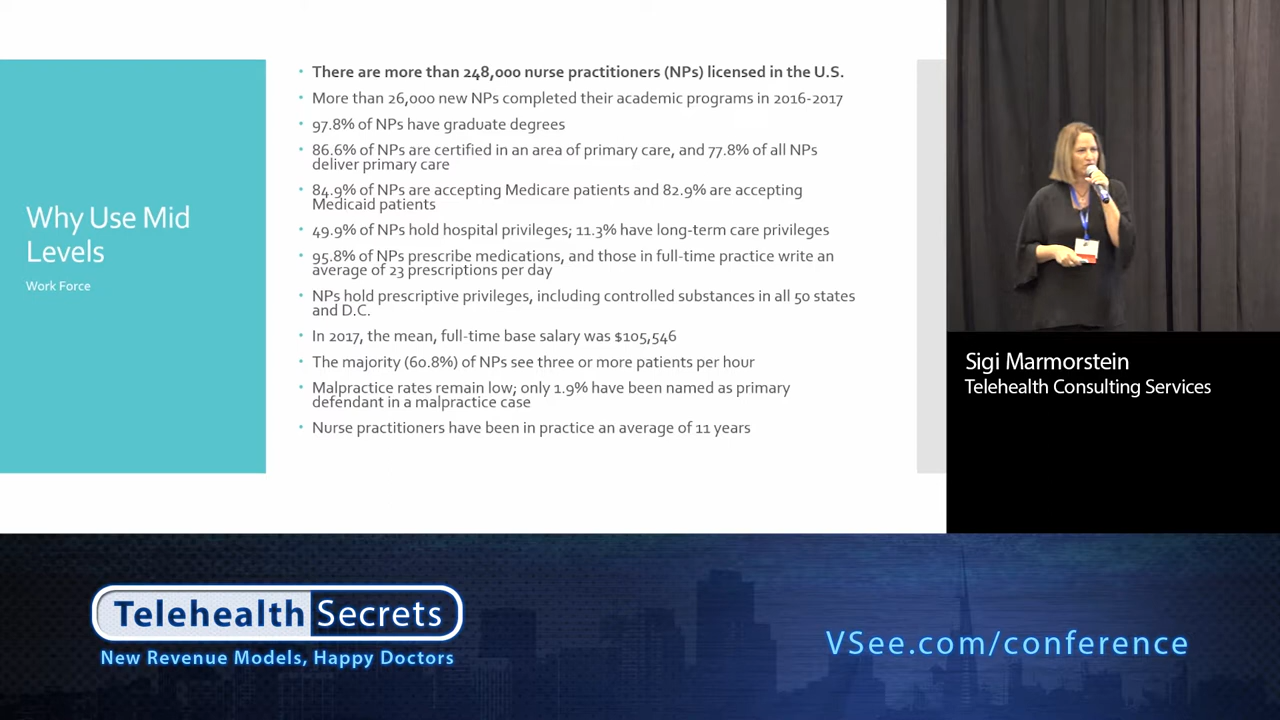 Why Use Mid
Levels
Work Force
• There are more than 248,000 nurse practitioners (NPs) licensed in the U.S.
• More than 26,000 new NPs completed their academic programs in 2016-2017
• 97.8% of NPs have graduate degrees
• 86.6% of NPs are certified in an area of primary care, and 77.8% of all NPs
deliver primary care
• 84.9% of NPs are accepting Medicare patients and 82.9% are accepting
Medicaid patients
• 49.9% of NPs hold hospital privileges; 11.3% have long-term care privileges
• 95.8% of NPs prescribe medications, and those in full-time practice write an
average of 23 prescriptions per day
• NPs hold prescriptive privileges, including controlled substances in all 50 states
and D.C.
• In 2017, the mean, full-time base salary was $105,546
• The majority (60.8%) of NPs see three or more patients per hour
• Malpractice rates remain low; only 1.9% have been named as primary
defendant in a malpractice case
• Nurse practitioners have been in practice an average of 11 years
Sigi Marmorstein
Telehealth Consulting Services
Telehealth Secrets
New Revenue Models, Happy Doctors
VSee.com/conference